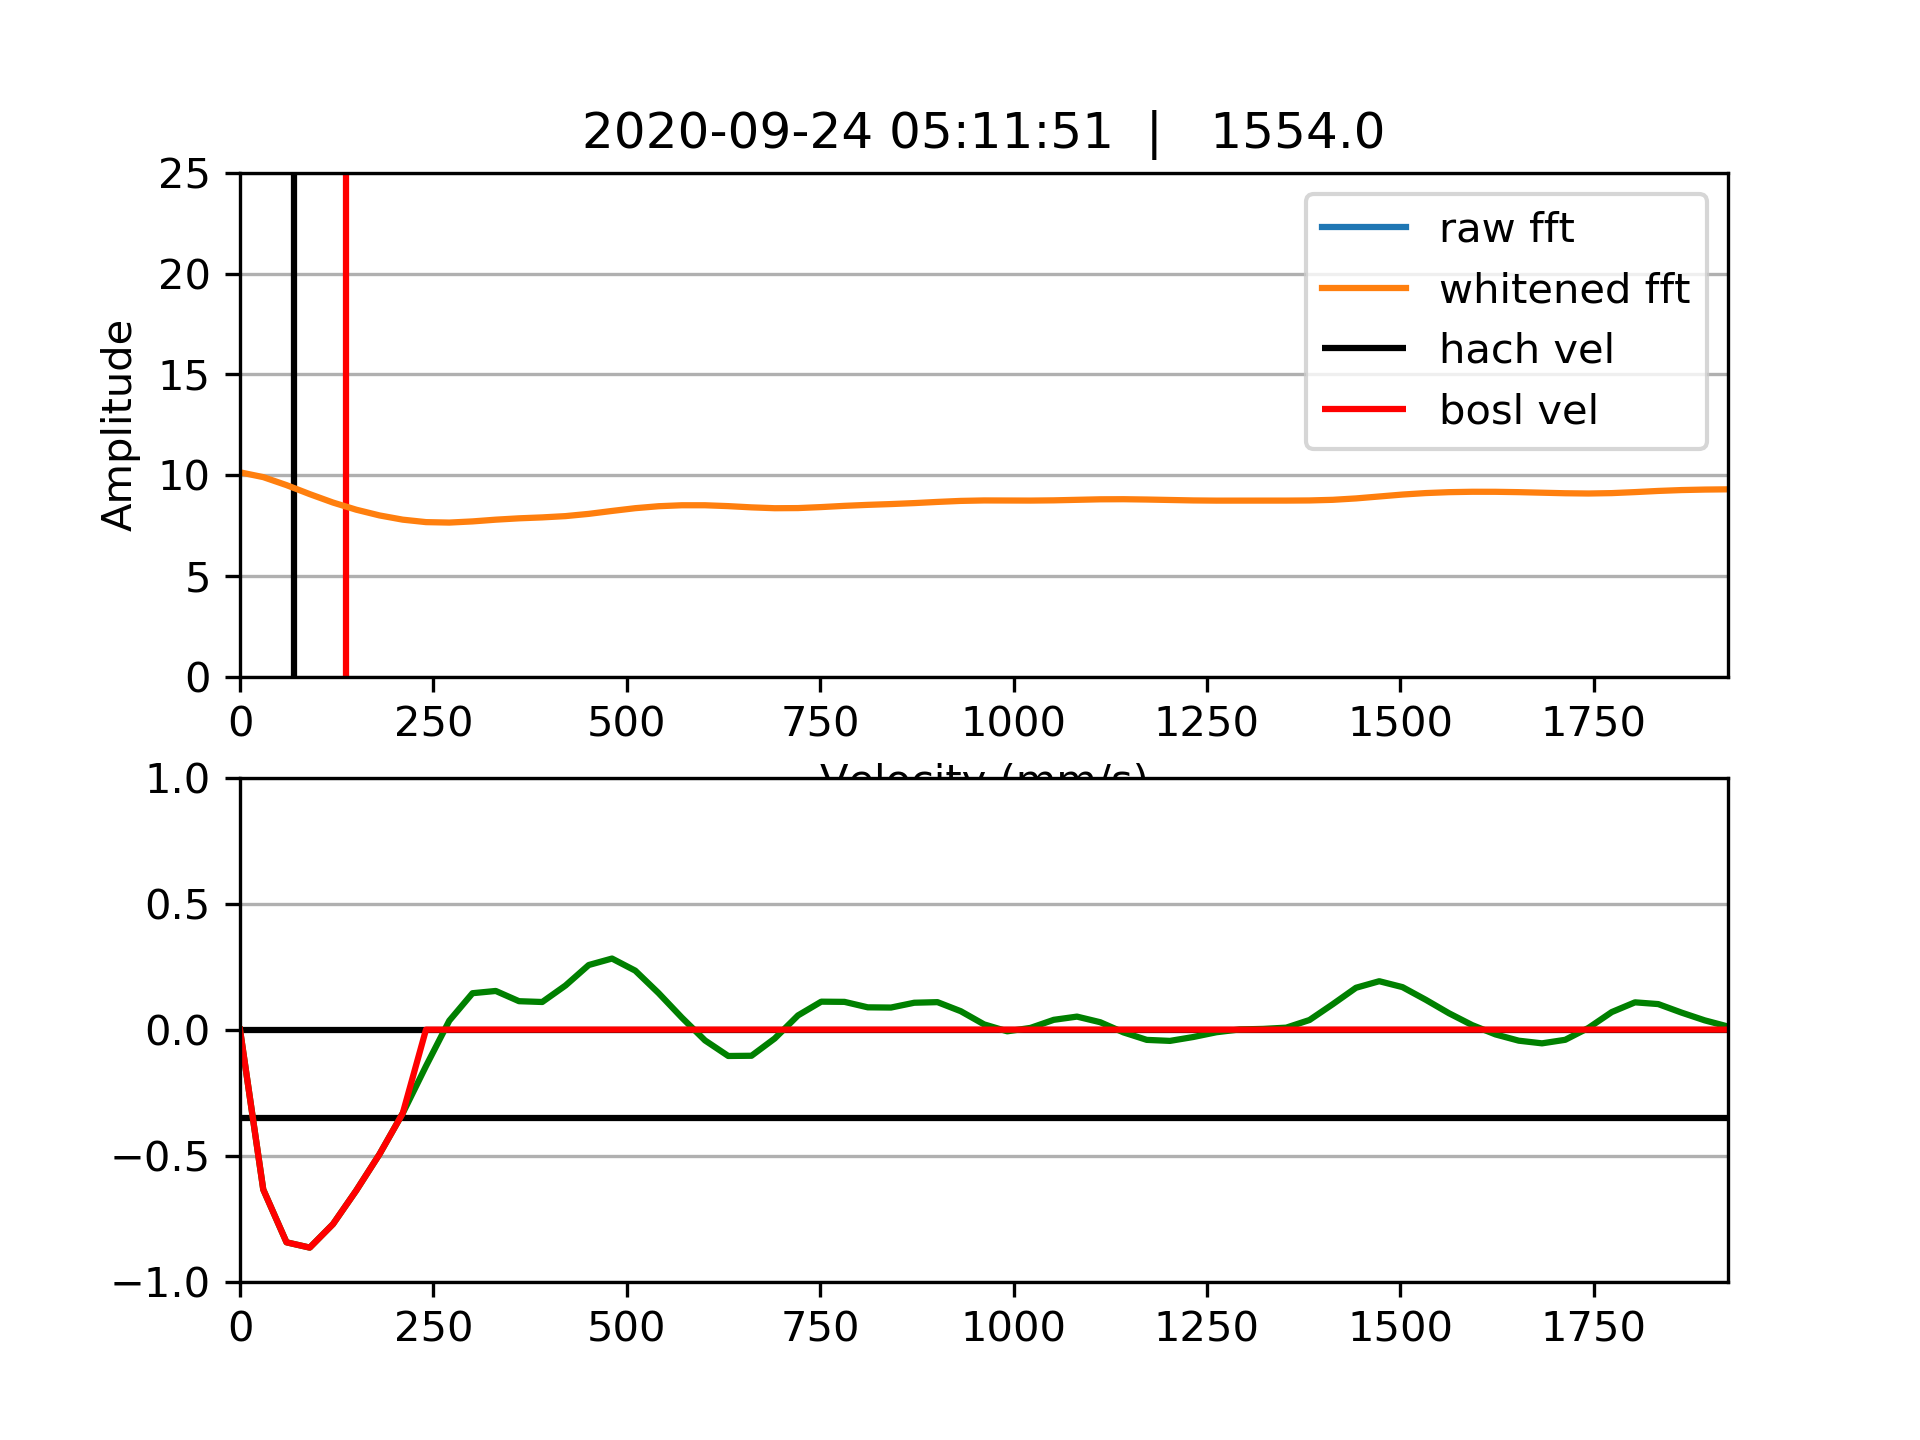 2020-09-24 05:11:51 | 1554.0
25
20
15
10
5
0
Amplitude
raw fft
whitened fft
hach vel
bosl vel
0 250 500 750 1000 1250 1500 1750
Velocity (mm/s)
1.0
0.5
0.0
−0.5
−1.0
0 250 500 750 1000 1250 1500 1750